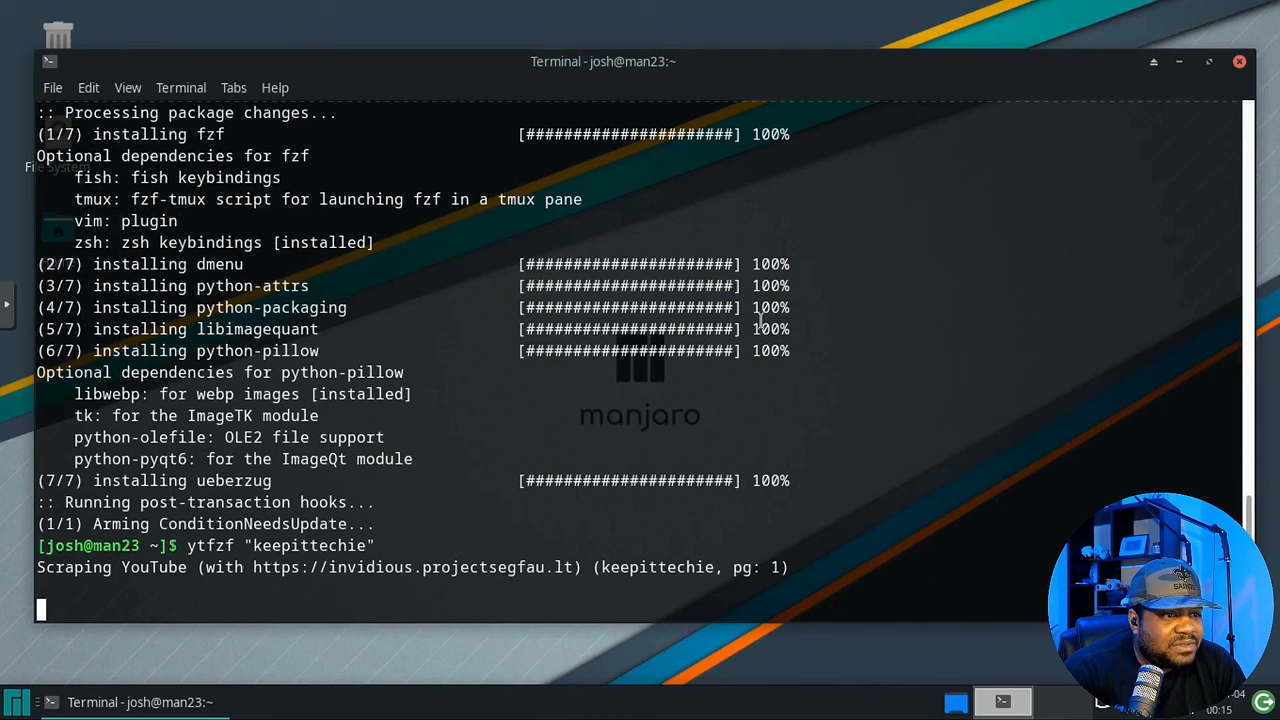 Terminal - josh@man23:~
File Edit View Terminal Tabs Help
:: Processing package changes...
(1/7) installing fzf [######################] 100%
Optional dependencies for fzf
fish: fish keybindings
tmux: fzf-tmux script for launching fzf in a tmux pane
vim: plugin
zsh: zsh keybindings [installed]
(2/7) installing dmenu [######################] 100%
(3/7) installing python-attrs [######################] 100%
(4/7) installing python-packaging [######################] 100%
(5/7) installing libimagequant [######################] 100%
(6/7) installing python-pillow [######################] 100%
Optional dependencies for python-pillow
libwebp: for webp images [installed]
tk: for the ImageTK module
python-olefile: OLE2 file support
python-pyqt6: for the ImageQt module
(7/7) installing ueberzug [######################] 100%
:: Running post-transaction hooks...
(1/1) Arming ConditionNeedsUpdate...
[josh@man23 ~]$ ytfzf "keepittechie"
Scraping YouTube (with https://invidious.projectsegfau.lt) (keepittechie, pg: 1)
manjaro
SAINTS
Terminal - josh@man23:~
-04
00:15